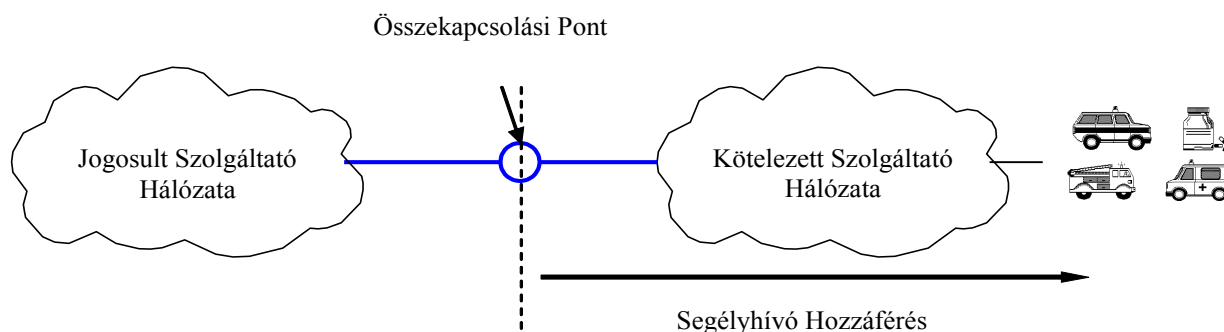 Összekapcsolási Pont
Jogosult Szolgáltató
Hálózata
Kötelezett Szolgáltató
Hálózata
Segélyhívó Hozzáférés